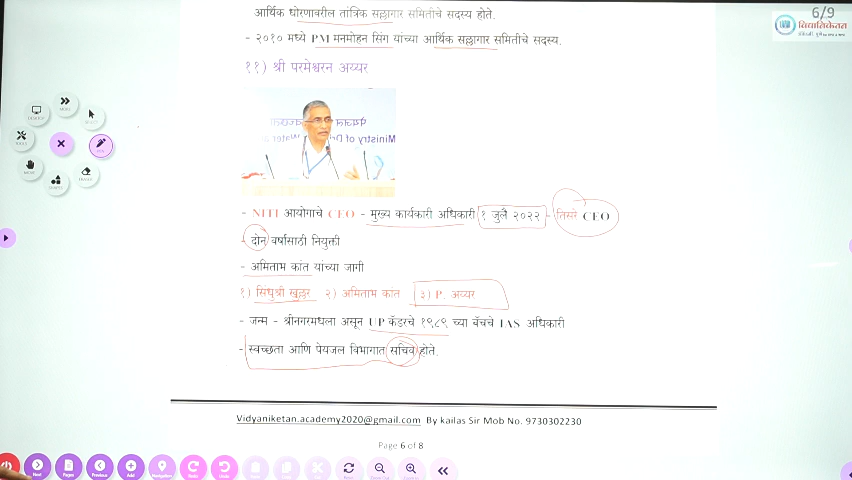 6/9
विद्यानिकेतन
आर्थिक धोरणावरील तांत्रिक सल्लागार समितीचे सदस्य होते.
- २०१० मध्ये PM मनमोहन सिंग यांच्या आर्थिक सल्लागार समितीचे सदस्य.
११) श्री परमेश्वरन अय्यर
- NITI आयोगाचे CEO - मुख्य कार्यकारी अधिकारी १ जुलै २०२२ - तिसरे CEO
- दोन वर्षासाठी नियुक्ती
- अमिताभ कांत यांच्या जागी
१) सिंधुश्री खुल्लर २) अमिताभ कांत ३) P. अय्यर
- जन्म - श्रीनगरमधला असून UP कॅडरचे १९८९ च्या बॅचचे IAS अधिकारी
- स्वच्छता आणि पेयजल विभागात सचिव होते.
Vidyaniketan.academy2020@gmail.com By kailas Sir Mob No. 9730302230
Page 6 of 8